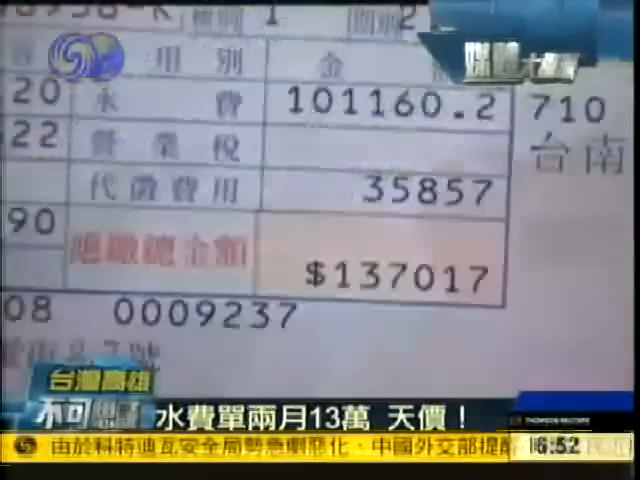 1
2
用別 金
20 水費 101160.2 710
22 營業稅 台南
代徵費用 35857
90 應繳總金額 $137017
08 0009237
台灣高雄
不可思議 水費單兩月13萬 天價！
由於科特迪瓦安全局勢急劇惡化、中國外交部提醒 16:52